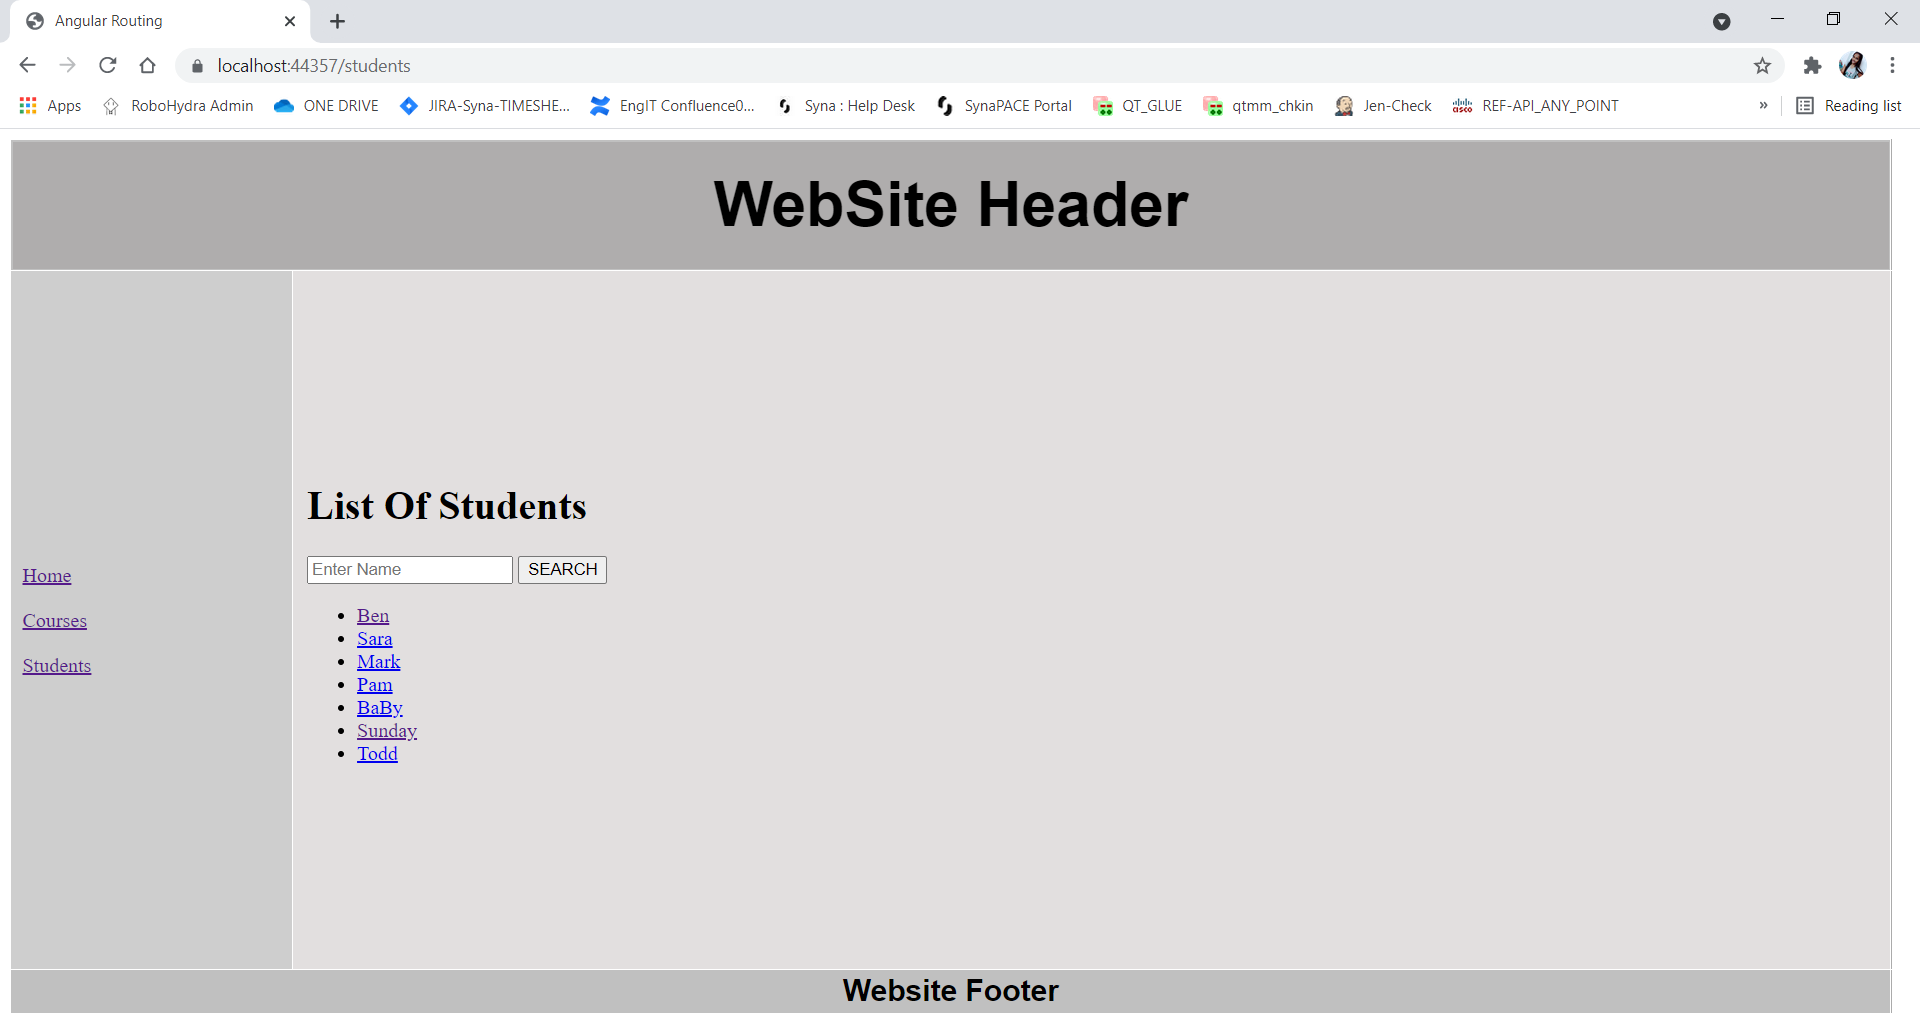 Angular Routing
localhost:44357/students
Apps RoboHydra Admin ONE DRIVE JIRA-Syna-TIMESHE... EngIT Confluence0... Syna : Help Desk SynaPACE Portal QT_GLUE qtmm_chkin Jen-Check REF-API_ANY_POINT » Reading list
WebSite Header
Home
Courses
Students
List Of Students
Enter Name SEARCH
Ben
Sara
Mark
Pam
BaBy
Sunday
Todd
Website Footer